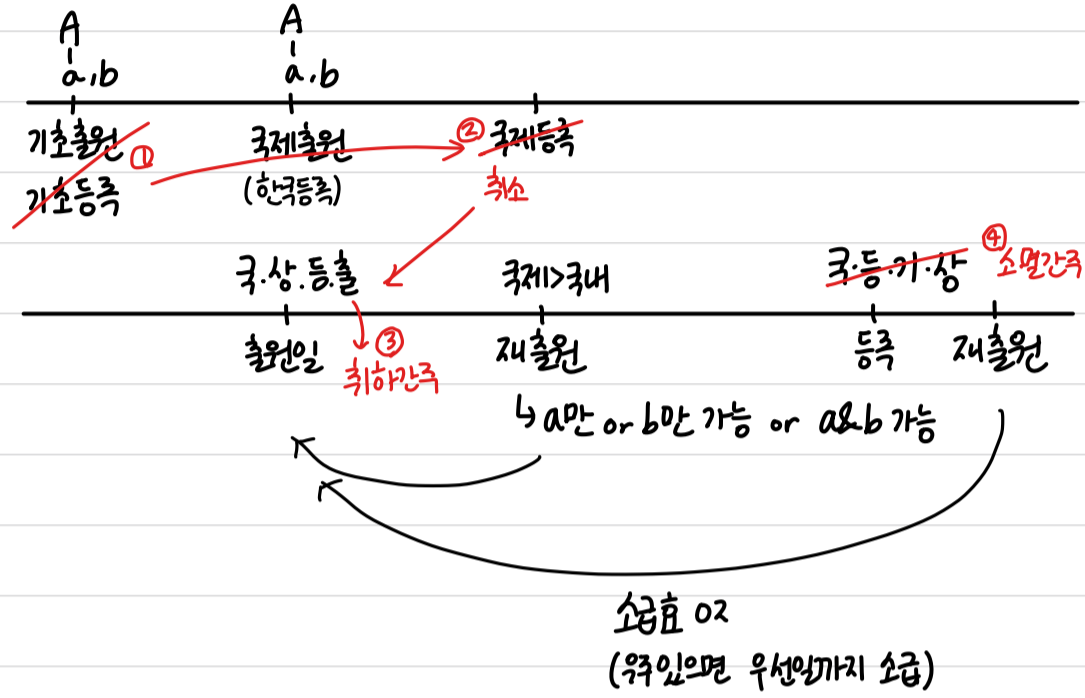 A A
a,b a,b
기초출원 ① 국제출원 ② 국제등록
기초등록 (한국등록) 취소
국.상.등.출 국제>국내 국.등.기.상 ④ 소멸간주
출원일 ③ 재출원 등록 재출원
취하간주
↳ a만 or b만 가능 or a&b 가능
소급효 OZ
(우주있으면 우선일까지 소급)